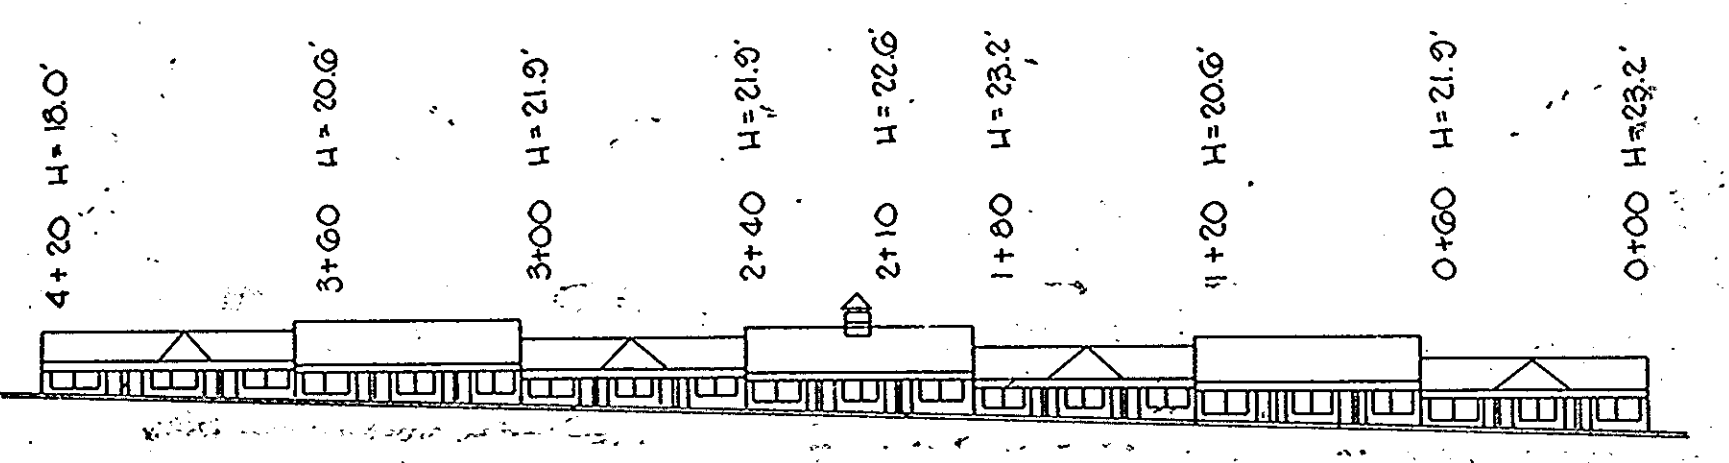 4+20 H=18.0'
3+60 H=20.6'
3+00 H=21.9'
2+40 H=21.9'
2+10 H=22.6'
1+80 H=23.2'
1+20 H=20.6'
0+60 H=21.9'
0+00 H=23.2'